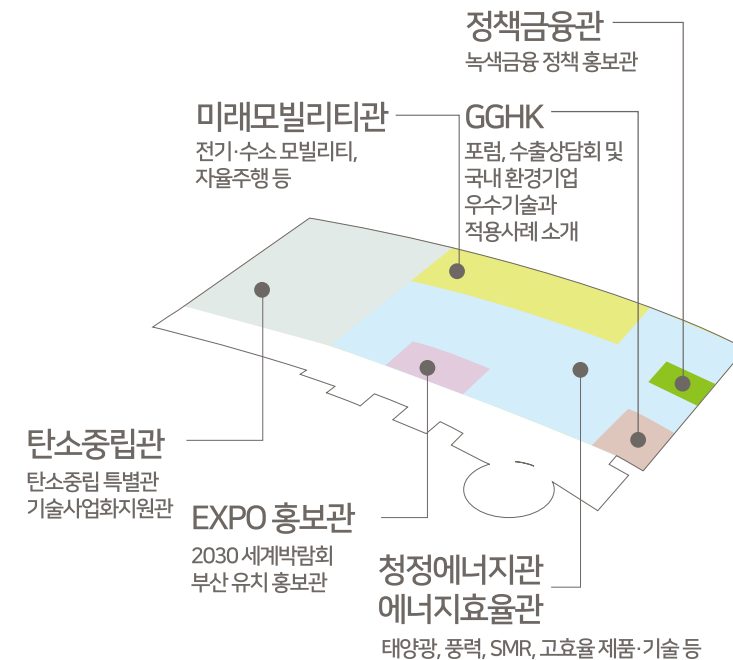 정책금융관
녹색금융 정책 홍보관
미래모빌리티관
전기·수소 모빌리티,
자율주행 등
GGHK
포럼, 수출상담회 및
국내 환경기업
우수기술과
적용사례 소개
탄소중립관
탄소중립 특별관
기술사업화지원관
EXPO 홍보관
2030 세계박람회
부산 유치 홍보관
청정에너지관
에너지효율관
태양광, 풍력, SMR, 고효율 제품·기술 등